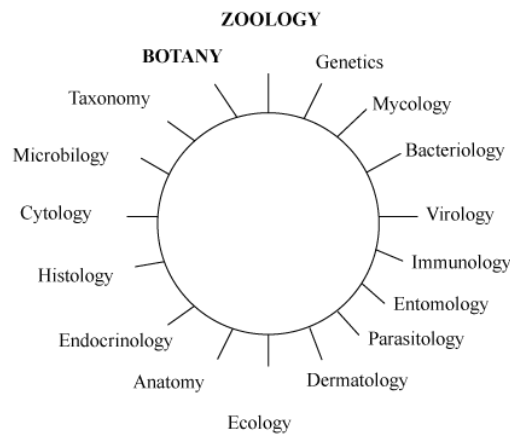 ZOOLOGY
BOTANY
Genetics
Taxonomy
Mycology
Microbilogy
Bacteriology
Cytology
Virology
Histology
Immunology
Entomology
Endocrinology
Parasitology
Anatomy
Dermatology
Ecology